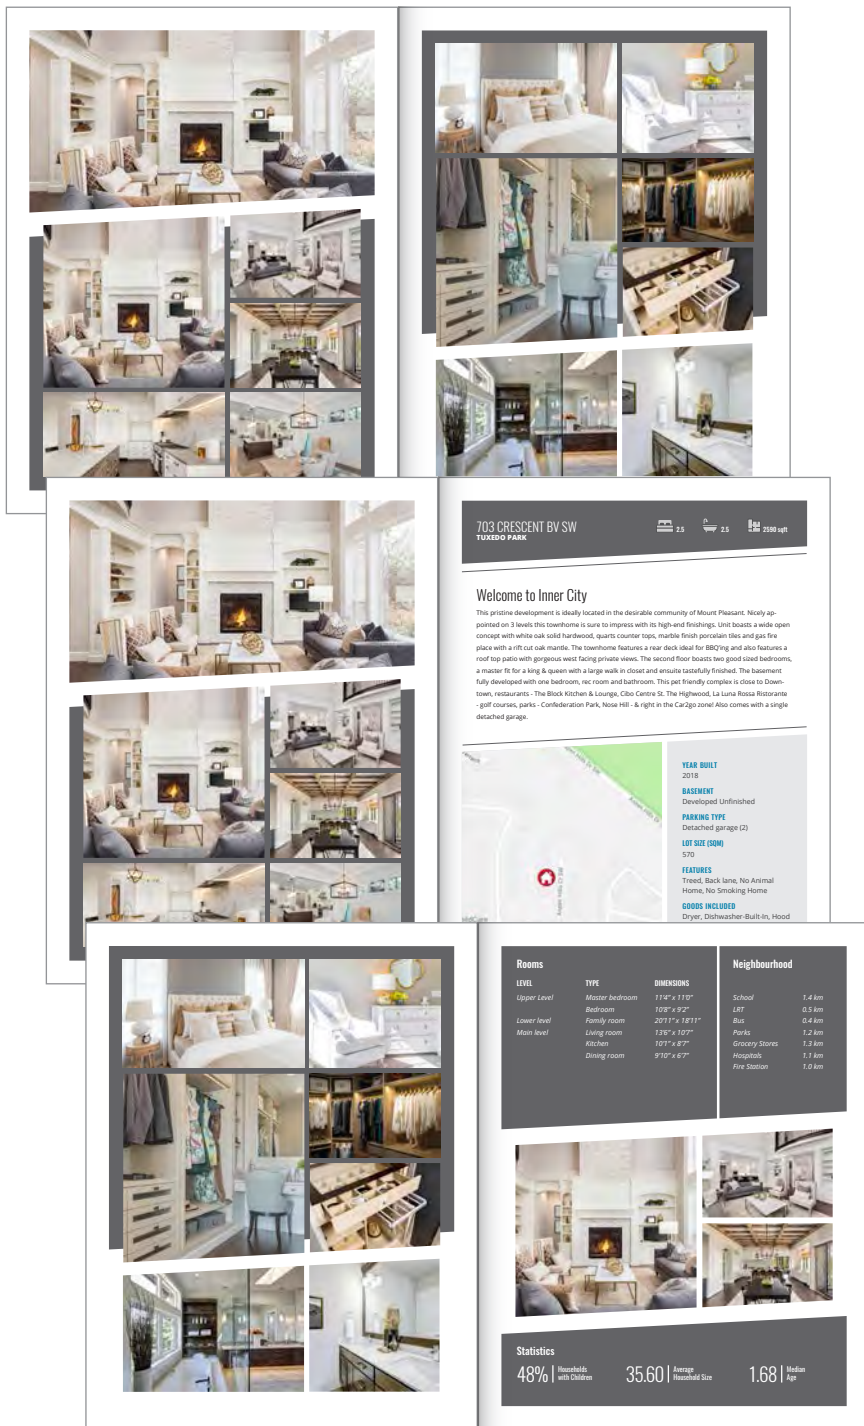 703 CRESCENT BV SW
TUXEDO PARK
2.5
2.5
2590 sqft
Welcome to Inner City
This pristine development is ideally located in the desirable community of Mount Pleasant. Nicely ap-
pointed on 3 levels this townhome is sure to impress with its high-end finishings. Unit boasts a wide open
concept with white oak solid hardwood, quarts counter tops, marble finish porcelain tiles and gas fire
place with a rift cut oak mantle. The townhome features a rear deck ideal for BBQ'ing and also features a
roof top patio with gorgeous west facing private views. The second floor boasts two good sized bedrooms,
a master fit for a king & queen with a large walk in closet and ensuite tastefully finished. The basement
fully developed with one bedroom, rec room and bathroom. This pet friendly complex is close to Down-
town, restaurants - The Block Kitchen & Lounge, Cibo Centre St. The Highwood, La Luna Rossa Ristorante
- golf courses, parks - Confederation Park, Nose Hill - & right in the Car2go zone! Also comes with a single
detached garage.
YEAR BUILT
2018
BASEMENT
Developed Unfinished
PARKING TYPE
Detached garage (2)
LOT SIZE (SQM)
570
FEATURES
Treed, Back lane, No Animal
Home, No Smoking Home
GOODS INCLUDED
Dryer, Dishwasher-Built-In, Hood
Rooms
LEVEL TYPE DIMENSIONS
Upper Level Master bedroom 11'4" x 11'0"
Bedroom 10'8" x 9'2"
Lower level Family room 20'11" x 18'11"
Main level Living room 13'6" x 10'7"
Kitchen 10'1" x 8'7"
Dining room 9'10" x 6'7"
Neighbourhood
School 1.4 km
LRT 0.5 km
Bus 0.4 km
Parks 1.2 km
Grocery Stores 1.3 km
Hospitals 1.1 km
Fire Station 1.0 km
Statistics
48% Households
with Children
35.60 Average
Household Size
1.68 Median
Age